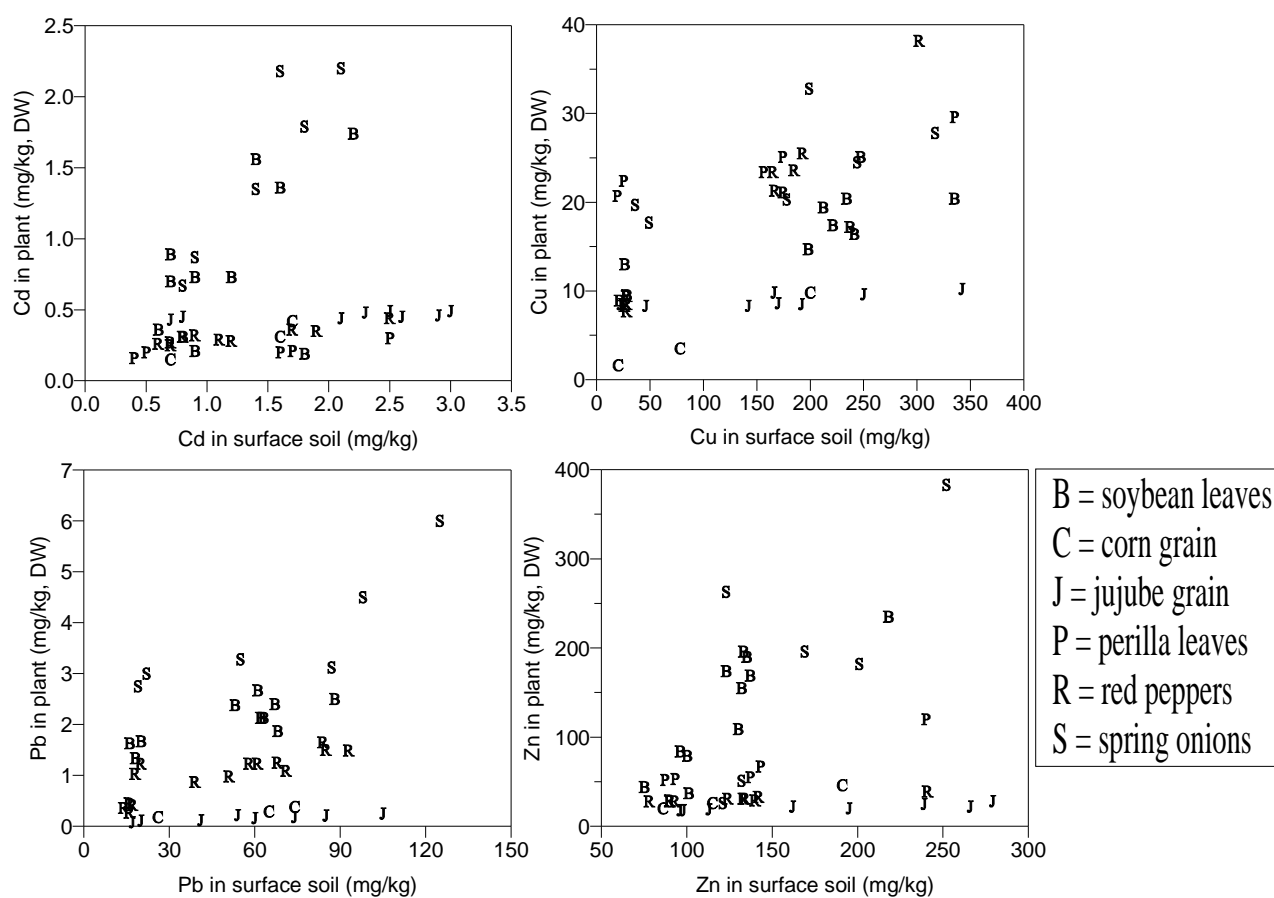 Cd in plant (mg/kg, DW)
2.5
2.0
1.5
1.0
0.5
0.0
0.0 0.5 1.0 1.5 2.0 2.5 3.0 3.5
Cd in surface soil (mg/kg)
Cu in plant (mg/kg, DW)
40
30
20
10
0
0 50 100 150 200 250 300 350 400
Cu in surface soil (mg/kg)
Pb in plant (mg/kg, DW)
7
6
5
4
3
2
1
0
0 30 60 90 120 150
Pb in surface soil (mg/kg)
Zn in plant (mg/kg, DW)
400
300
200
100
0
50 100 150 200 250 300
Zn in surface soil (mg/kg)
B = soybean leaves
C = corn grain
J = jujube grain
P = perilla leaves
R = red peppers
S = spring onions